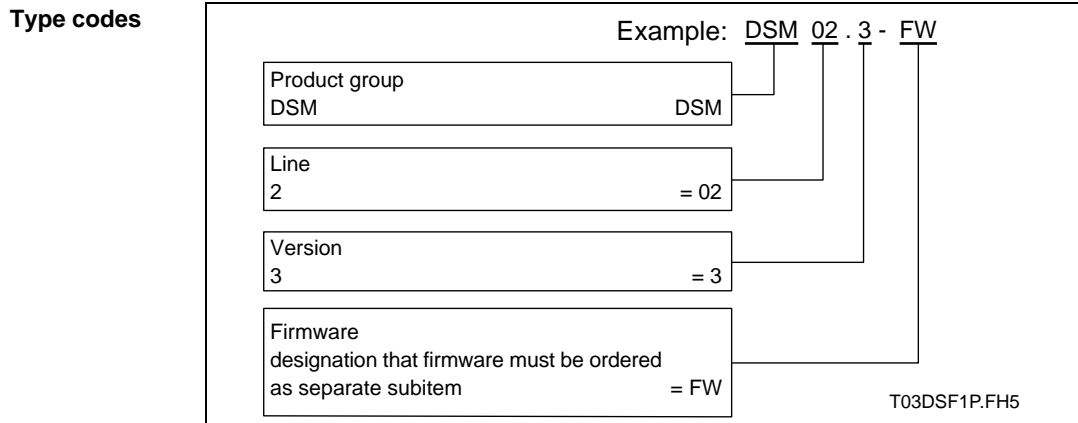 Type codes
Example: DSM 02 . 3 - FW
Product group
DSM DSM
Line
2 = 02
Version
3 = 3
Firmware
designation that firmware must be ordered
as separate subitem = FW
T03DSF1P.FH5